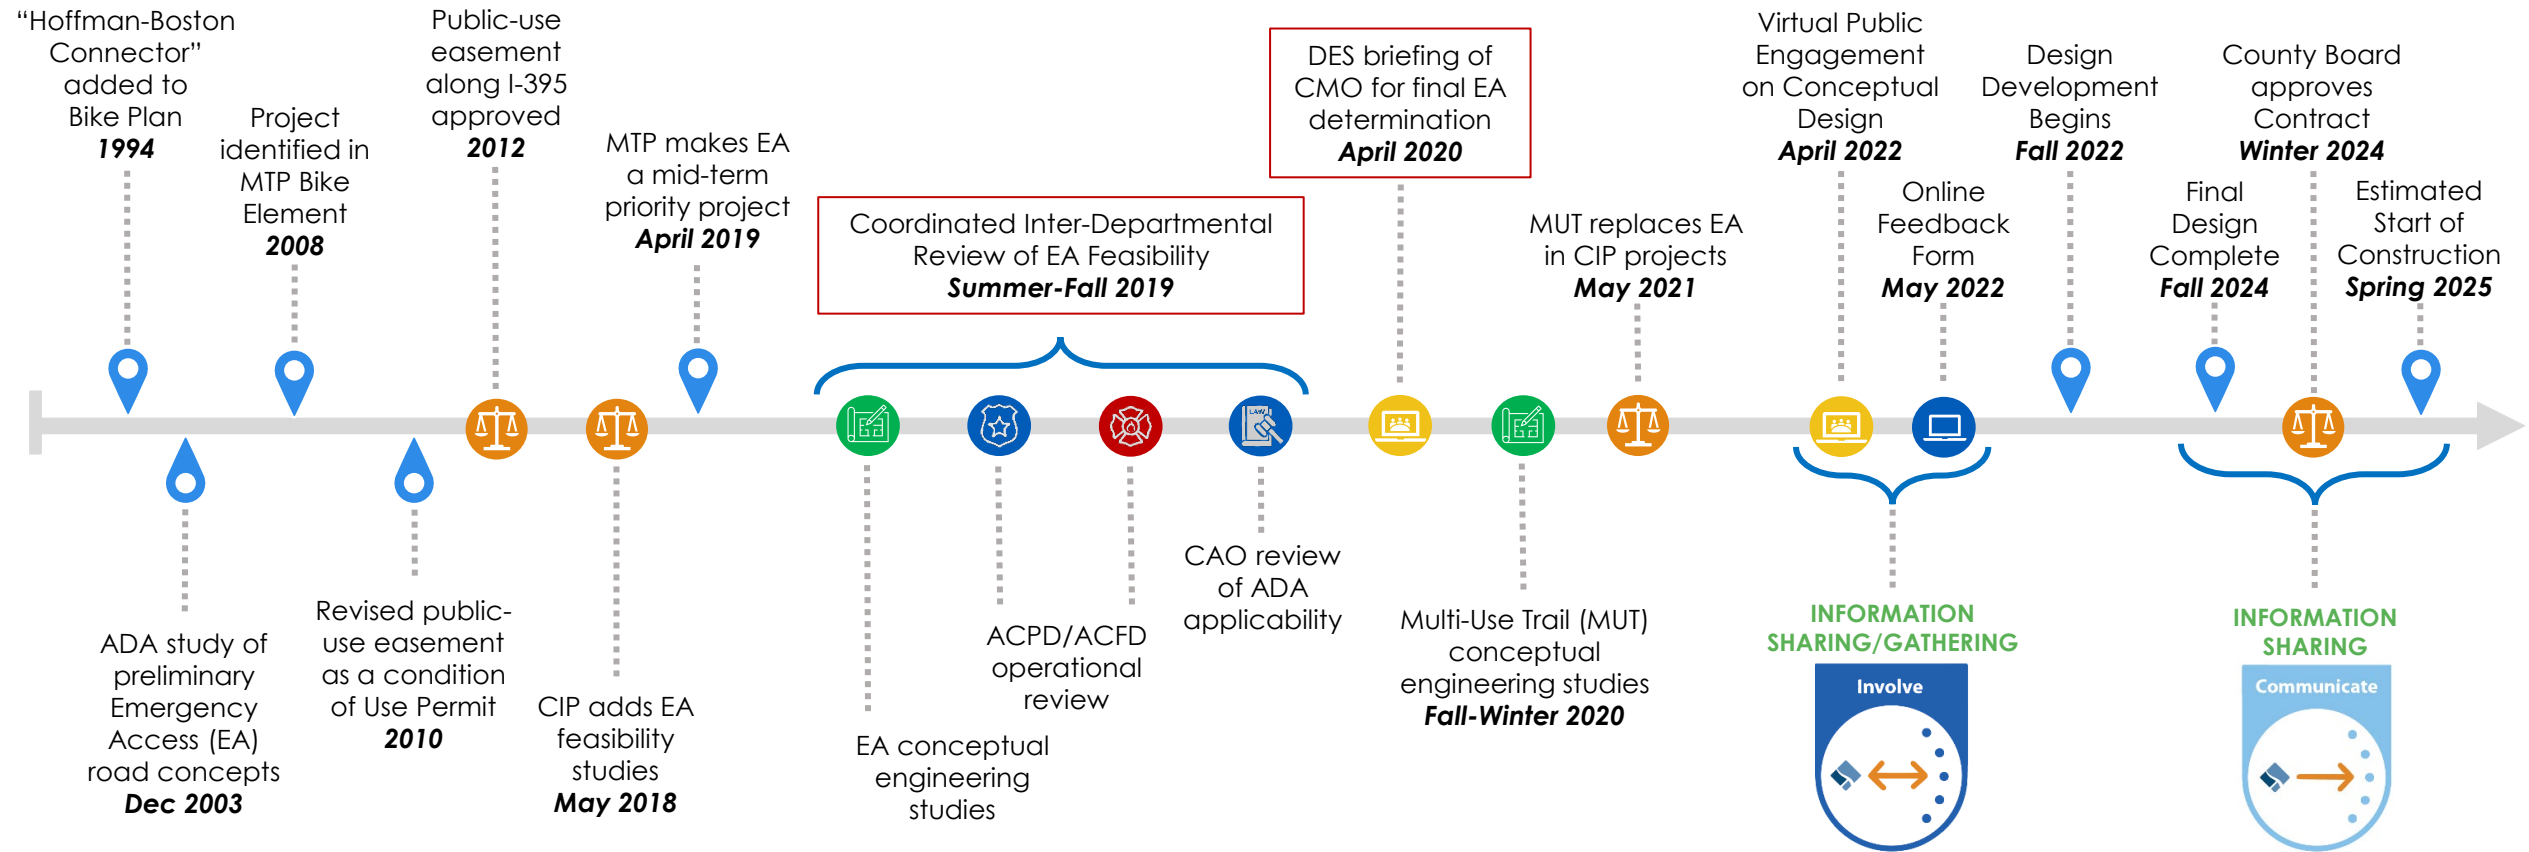 “Hoffman-Boston
Connector”
added to
Bike Plan
1994
Project
identified in
MTP Bike
Element
2008
Public-use
easement
along I-395
approved
2012
MTP makes EA
a mid-term
priority project
April 2019
Coordinated Inter-Departmental
Review of EA Feasibility
Summer-Fall 2019
DES briefing of
CMO for final EA
determination
April 2020
MUT replaces EA
in CIP projects
May 2021
Virtual Public
Engagement
on Conceptual
Design
April 2022
Online
Feedback
Form
May 2022
Design
Development
Begins
Fall 2022
Final
Design
Complete
Fall 2024
County Board
approves
Contract
Winter 2024
Estimated
Start of
Construction
Spring 2025
LAW
ADA study of
preliminary
Emergency
Access (EA)
road concepts
Dec 2003
Revised public-
use easement
as a condition
of Use Permit
2010
CIP adds EA
feasibility
studies
May 2018
EA conceptual
engineering
studies
ACPD/ACFD
operational
review
CAO review
of ADA
applicability
Multi-Use Trail (MUT)
conceptual
engineering studies
Fall-Winter 2020
INFORMATION
SHARING/GATHERING
Involve
INFORMATION
SHARING
Communicate